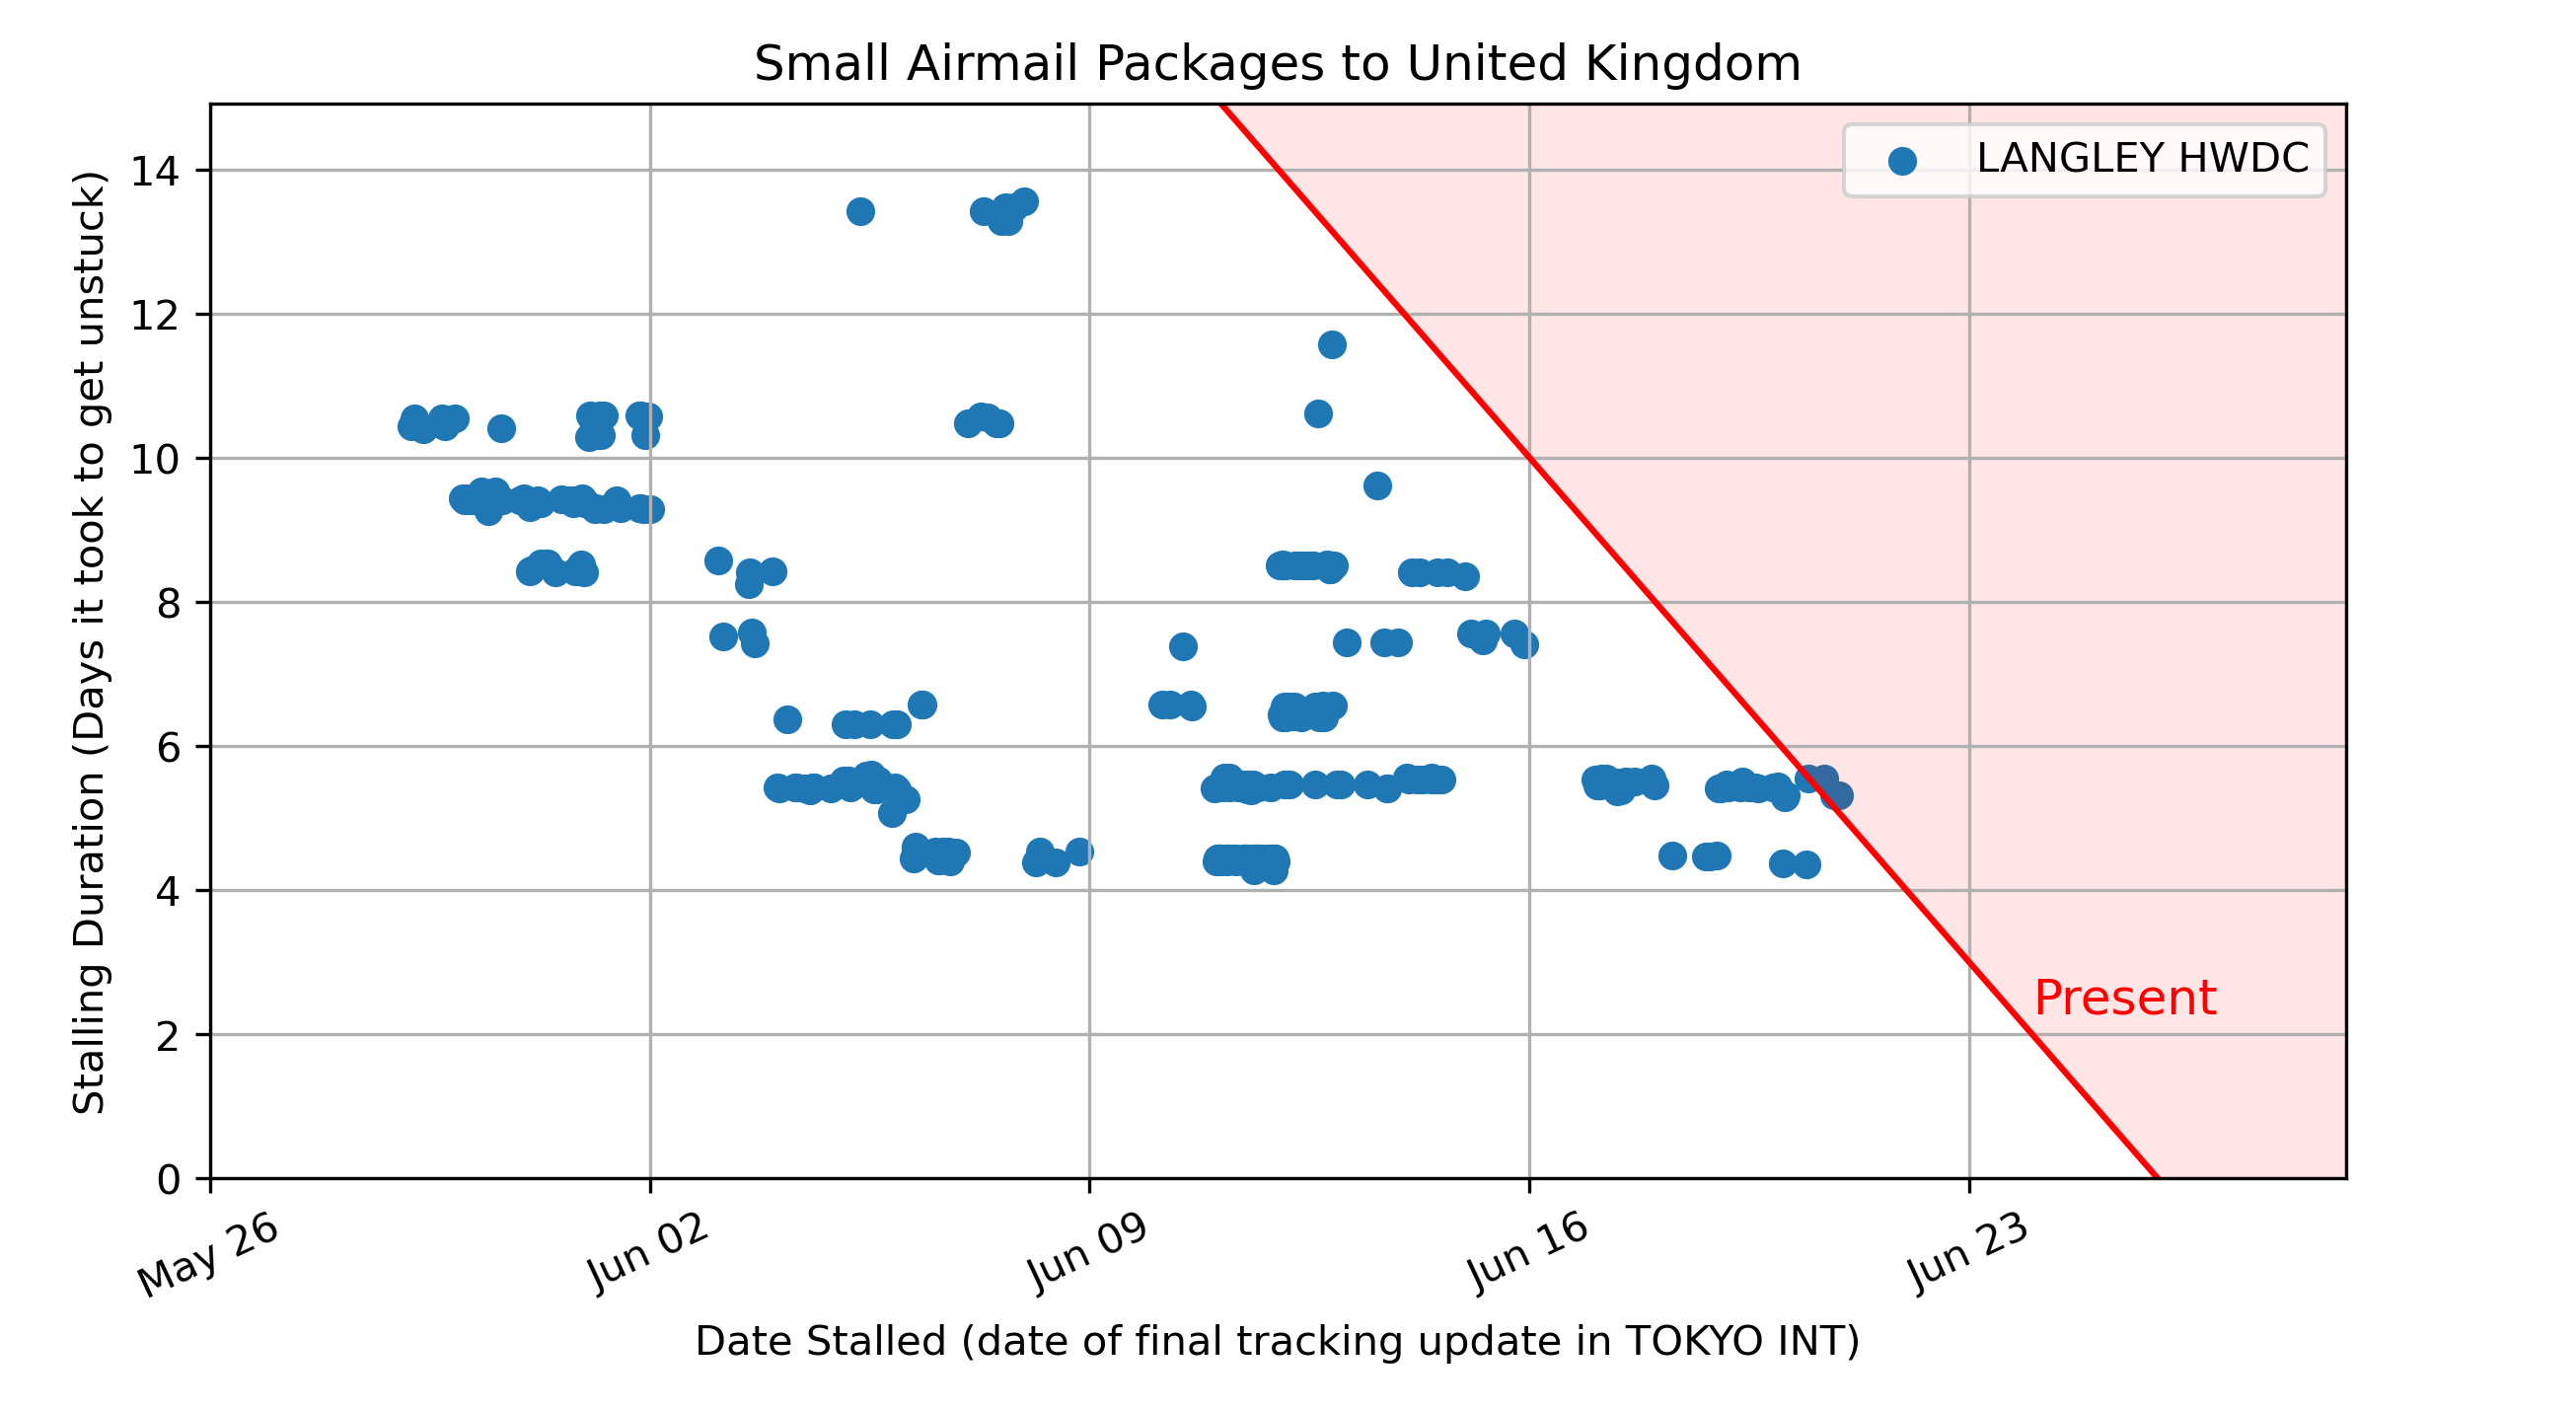 Small Airmail Packages to United Kingdom
LANGLEY HWDC
Stalling Duration (Days it took to get unstuck)
14
12
10
8
6
4
2
0
Present
May 26
Jun 02
Jun 09
Jun 16
Jun 23
Date Stalled (date of final tracking update in TOKYO INT)